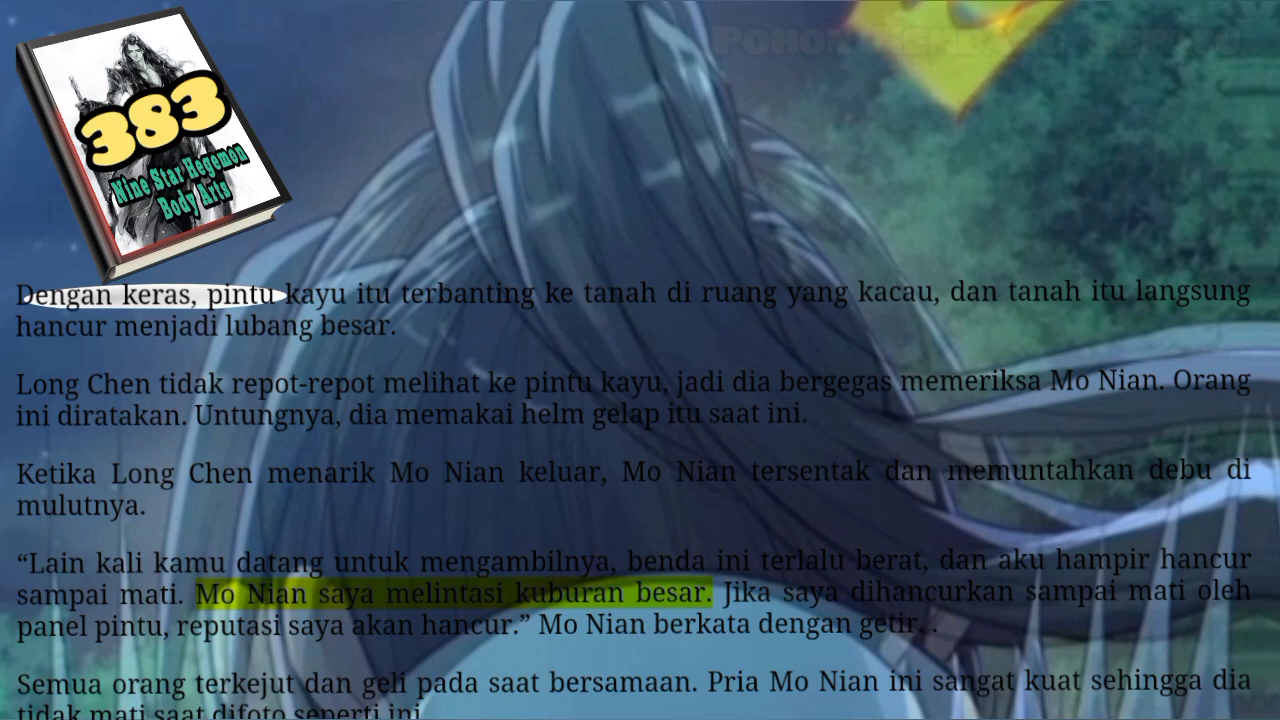 383
Nine Star Hegemon
Body Arts
Dengan keras, pintu kayu itu terbanting ke tanah di ruang yang kacau, dan tanah itu langsung
hancur menjadi lubang besar.
Long Chen tidak repot-repot melihat ke pintu kayu, jadi dia bergegas memeriksa Mo Nian. Orang
ini diratakan. Untungnya, dia memakai helm gelap itu saat ini.
Ketika Long Chen menarik Mo Nian keluar, Mo Nian tersentak dan memuntahkan debu di
mulutnya.
“Lain kali kamu datang untuk mengambilnya, benda ini terlalu berat, dan aku hampir hancur
sampai mati. Mo Nian saya melintasi kuburan besar. Jika saya dihancurkan sampai mati oleh
panel pintu, reputasi saya akan hancur.” Mo Nian berkata dengan getir. .
Semua orang terkejut dan geli pada saat bersamaan. Pria Mo Nian ini sangat kuat sehingga dia
tidak mati saat difoto seperti ini